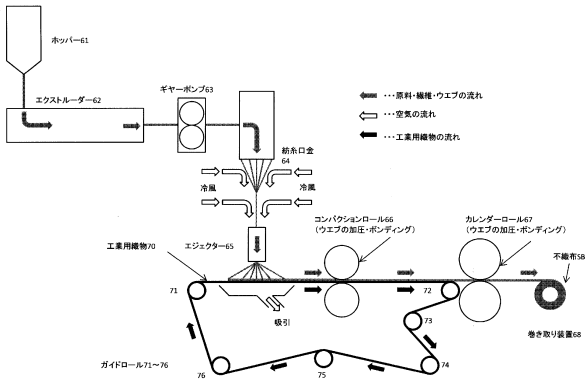 ホッパー61
エクストルーダー62
ギヤーポンプ63
紡糸口金
64
・・・原料・繊維・ウエブの流れ
・・・空気の流れ
・・・工業用織物の流れ
冷風
冷風
コンパクションロール66
(ウエブの加圧・ボンディング)
カレンダーロール67
(ウエブの加圧・ボンディング)
工業用織物70
エジェクター65
不織布58
71
72
吸引
73
巻き取り装置68
ガイドロール71～76
76
75
74